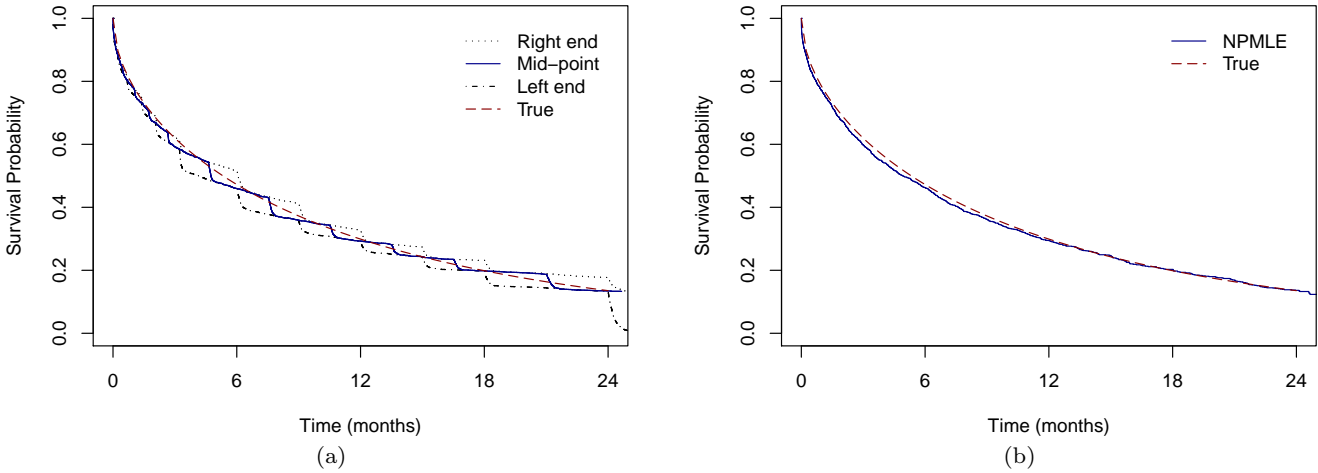 Survival Probability
1.0
0.8
0.6
0.4
0.2
0.0
Right end
Mid−point
Left end
True
0 6 12 18 24
Time (months)
(a)
Survival Probability
1.0
0.8
0.6
0.4
0.2
0.0
NPMLE
True
0 6 12 18 24
Time (months)
(b)